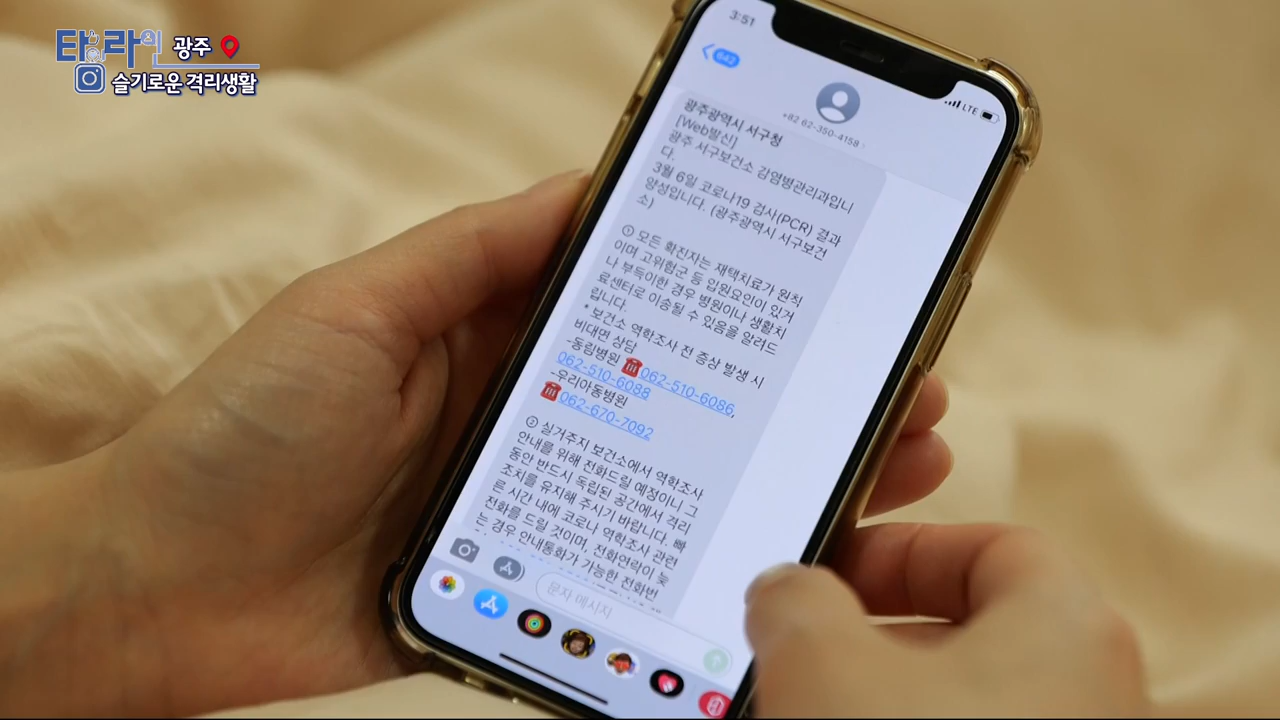 타라의 광주
슬기로운 격리생활
3:51
LTE
642
+82 62-350-4158
광주광역시 서구청
[Web발신]
광주 서구보건소 감염병관리과입니
다.
3월 6일 코로나19 검사(PCR) 결과
양성입니다. (광주광역시 서구보건
소)
① 모든 확진자는 재택치료가 원칙
이며 고위험군 등 입원요인이 있거
나 부득이한 경우 병원이나 생활치
료센터로 이송될 수 있음을 알려드
립니다.
* 보건소 역학조사 전 증상 발생 시
비대면 상담
-동림병원 ☎062-510-6086,
062-510-6088
-우리아동병원
☎062-670-7092
② 실거주지 보건소에서 역학조사
안내를 위해 전화드릴 예정이니 그
동안 반드시 독립된 공간에서 격리
조치를 유지해 주시기 바랍니다. 빠
른 시간 내에 코로나 역학조사 관련
전화를 드릴 것이며, 전화연락이 늦
는 경우 안내통화가 가능한 전화번
문자 메시지